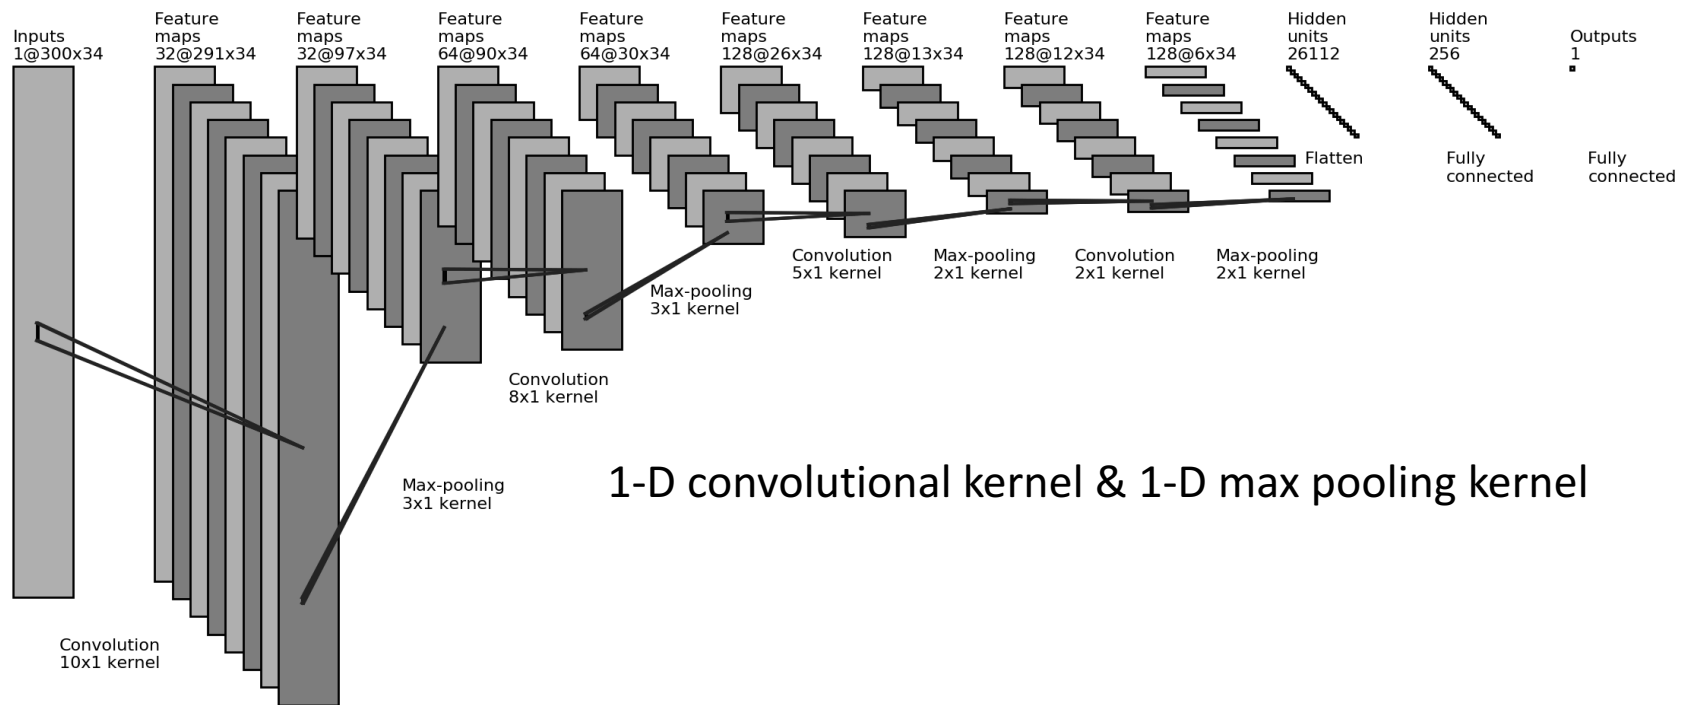 Inputs
1@300x34
Feature
maps
32@291x34
Feature
maps
32@97x34
Feature
maps
64@90x34
Feature
maps
64@30x34
Feature
maps
128@26x34
Feature
maps
128@13x34
Feature
maps
128@12x34
Feature
maps
128@6x34
Hidden
units
26112
Hidden
units
256
Outputs
1
Convolution
10x1 kernel
Max-pooling
3x1 kernel
Convolution
8x1 kernel
Max-pooling
3x1 kernel
Convolution
5x1 kernel
Max-pooling
2x1 kernel
Convolution
2x1 kernel
Max-pooling
2x1 kernel
Flatten
Fully
connected
Fully
connected
1-D convolutional kernel & 1-D max pooling kernel